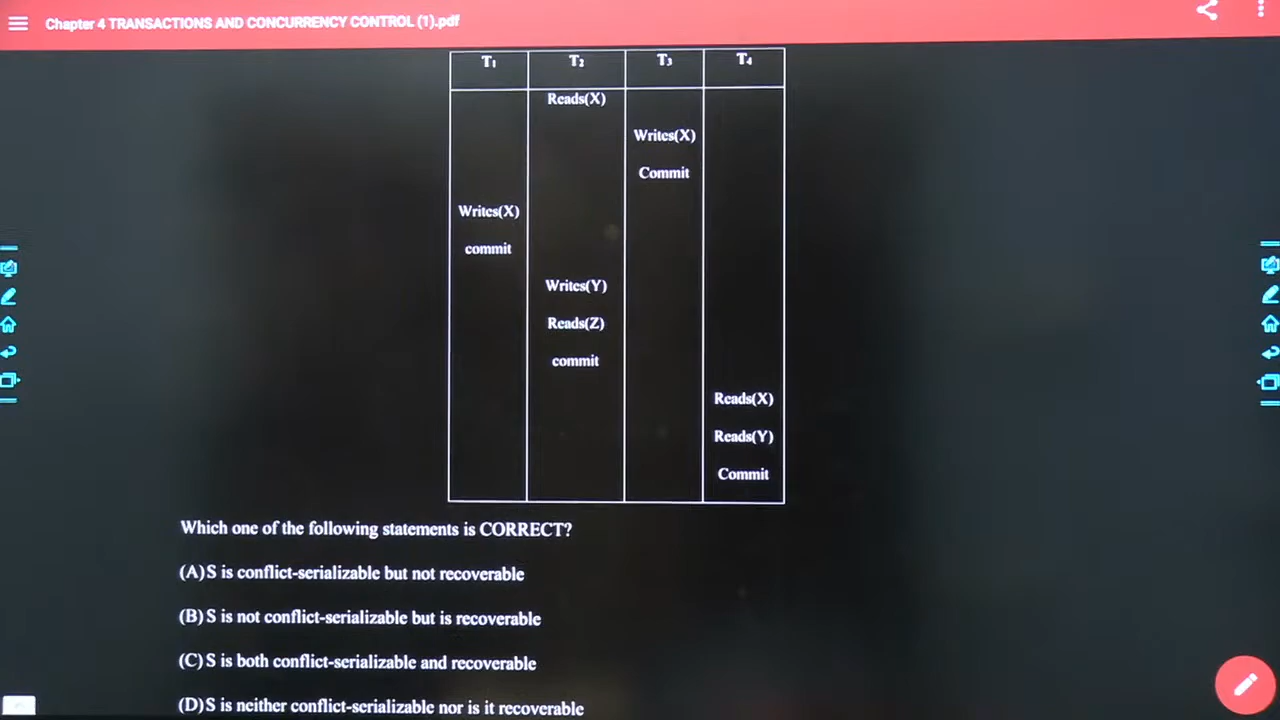 Chapter 4 TRANSACTIONS AND CONCURRENCY CONTROL (1).pdf
T₁ T₂ T₃ T₄
Reads(X)
Writes(X)
Commit
Writes(X)
commit
Writes(Y)
Reads(Z)
commit
Reads(X)
Reads(Y)
Commit
Which one of the following statements is CORRECT?
(A)S is conflict-serializable but not recoverable
(B)S is not conflict-serializable but is recoverable
(C)S is both conflict-serializable and recoverable
(D)S is neither conflict-serializable nor is it recoverable